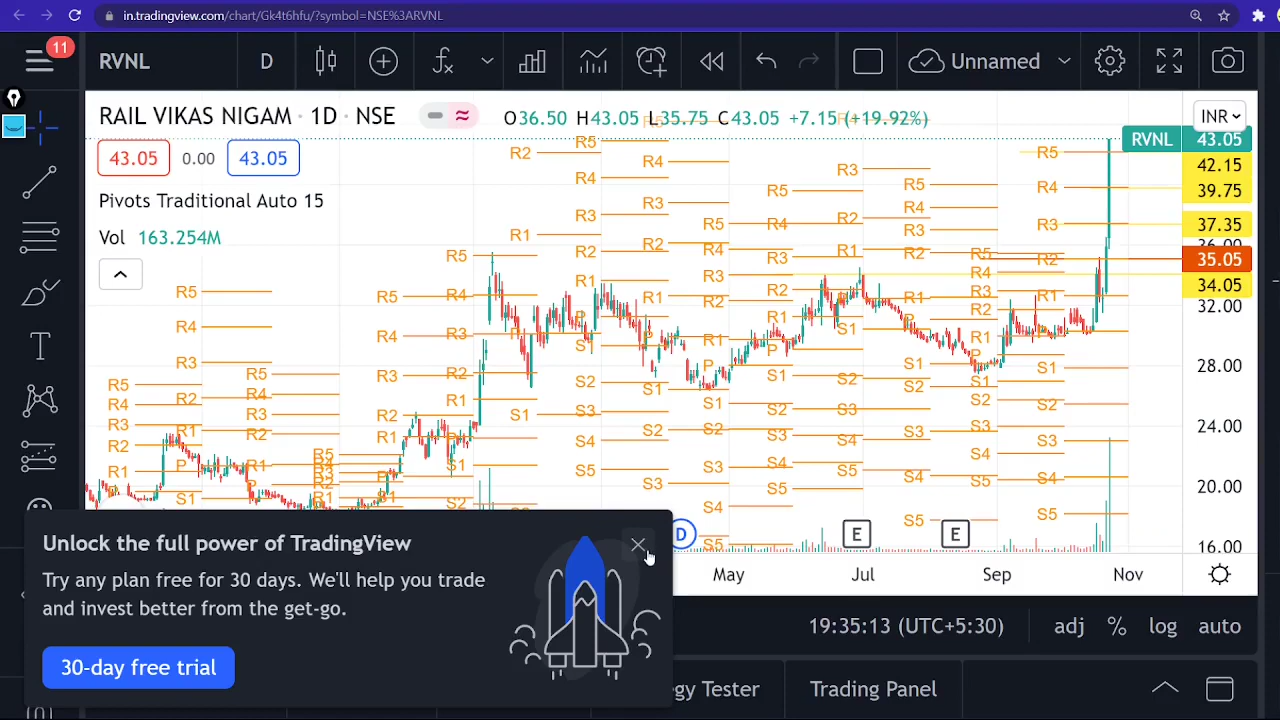 in.tradingview.com/chart/Gk4t6hfu/?symbol=NSE%3ARVNL
11
RVNL
D
Unnamed
RAIL VIKAS NIGAM · 1D · NSE
O36.50 H43.05 L35.75 C43.05 +7.15 (+19.92%)
INR
43.05
0.00
43.05
RVNL 43.05
Pivots Traditional Auto 15
Vol 163.254M
42.15
39.75
37.35
36.00
35.05
34.05
32.00
28.00
24.00
20.00
16.00
R5
R4
R3
R2
R1
P
S1
S2
S3
S4
S5
D
E
E
May
Jul
Sep
Nov
Unlock the full power of TradingView
Try any plan free for 30 days. We'll help you trade
and invest better from the get-go.
30-day free trial
19:35:13 (UTC+5:30)
adj
%
log
auto
gy Tester
Trading Panel